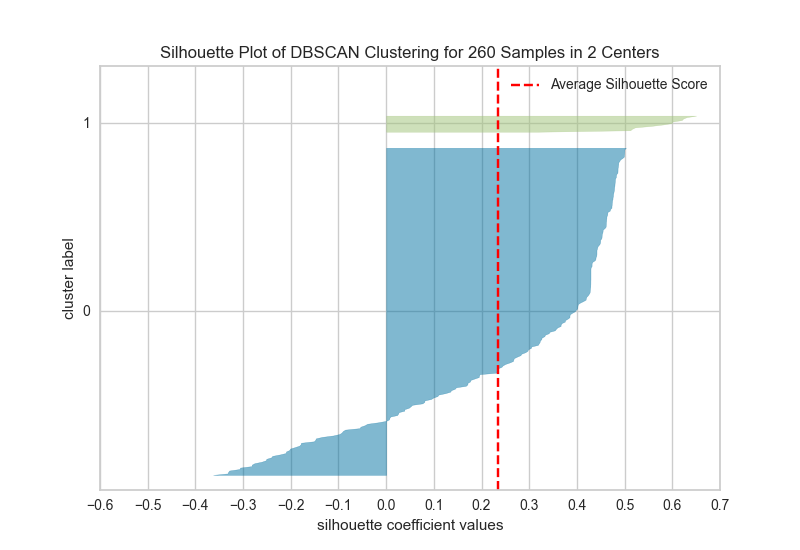 Silhouette Plot of DBSCAN Clustering for 260 Samples in 2 Centers
Average Silhouette Score
1
0
cluster label
−0.6 −0.5 −0.4 −0.3 −0.2 −0.1 0.0 0.1 0.2 0.3 0.4 0.5 0.6 0.7
silhouette coefficient values